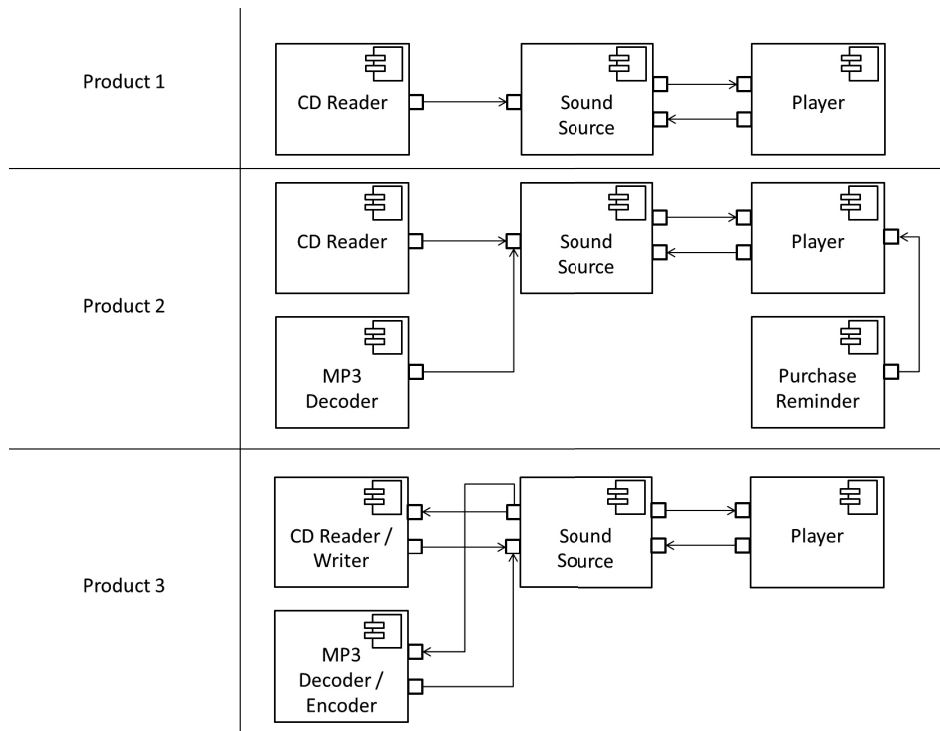 Product 1
CD Reader
Sound
Source
Player
Product 2
CD Reader
Sound
Source
Player
MP3
Decoder
Purchase
Reminder
Product 3
CD Reader /
Writer
Sound
Source
Player
MP3
Decoder /
Encoder